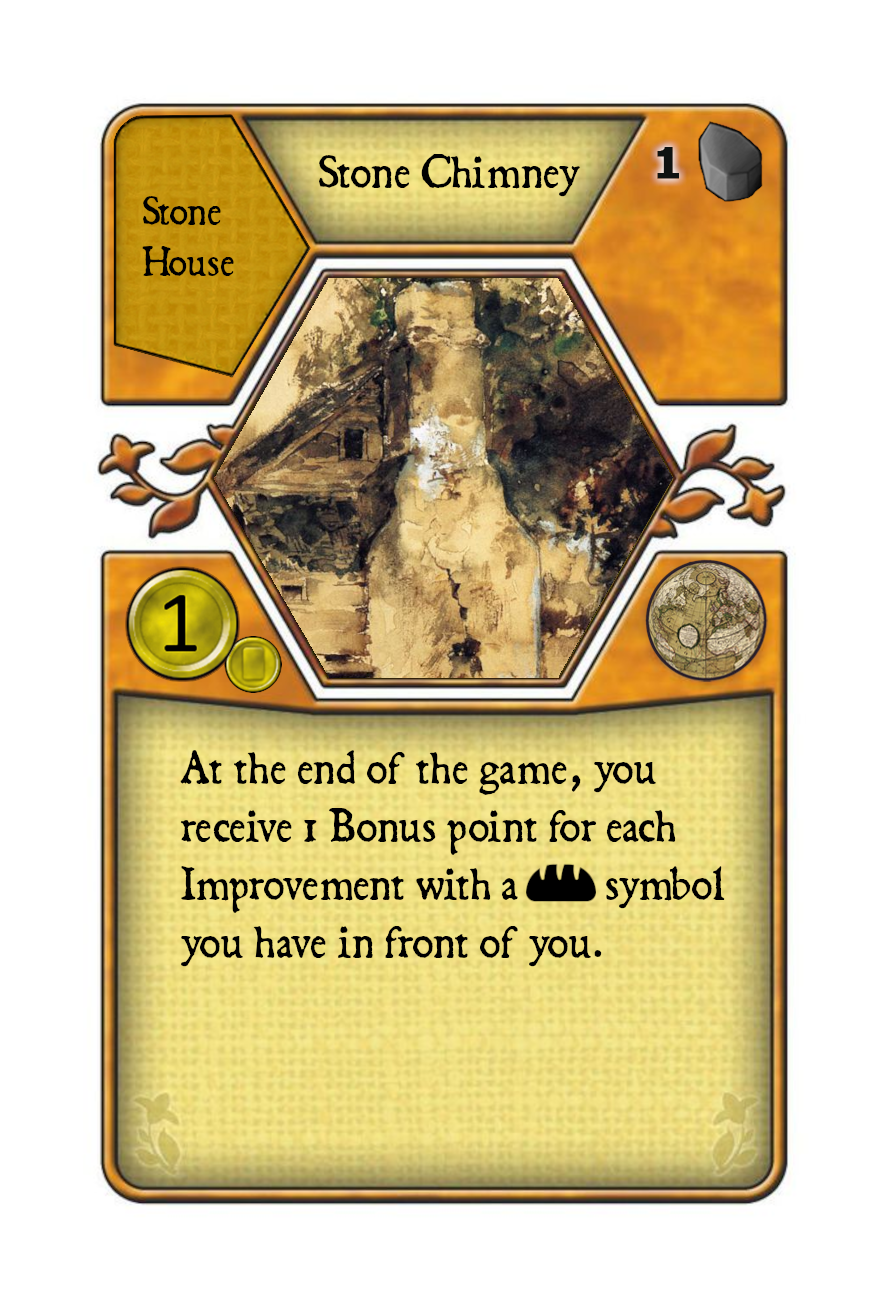 Stone Chimney
1
Stone
House
1
At the end of the game, you
receive 1 Bonus point for each
Improvement with a symbol
you have in front of you.